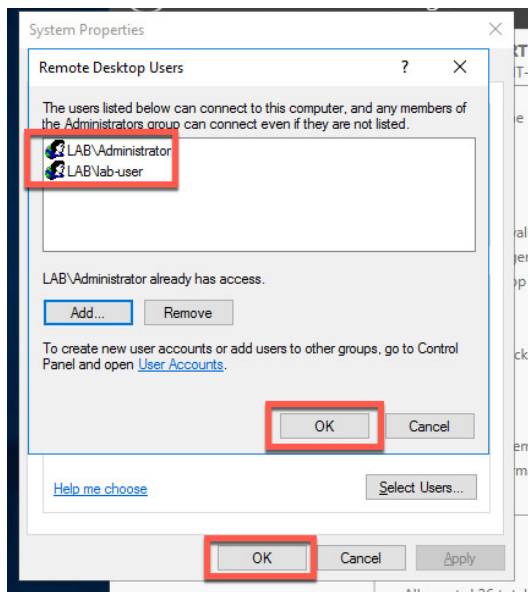 System Properties
Remote Desktop Users
?
The users listed below can connect to this computer, and any members of
the Administrators group can connect even if they are not listed.
LAB\Administrator
LAB\lab-user
LAB\Administrator already has access.
Add... Remove
To create new user accounts or add users to other groups, go to Control
Panel and open User Accounts.
OK Cancel
Help me choose Select Users...
OK Cancel Apply